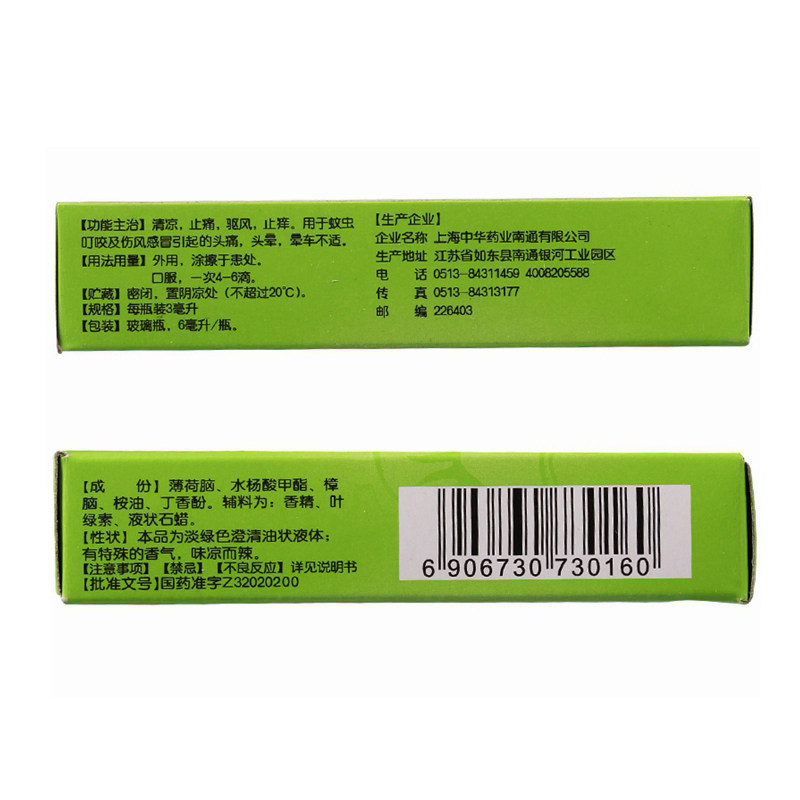 【功能主治】清凉，止痛，驱风，止痒。用于蚊虫
叮咬及伤风感冒引起的头痛，头晕，晕车不适。
【用法用量】外用，涂擦于患处。
口服，一次4-6滴。
【贮藏】密闭，置阴凉处（不超过20℃）。
【规格】每瓶装3毫升
【包装】玻璃瓶，6毫升/瓶。
【生产企业】
企业名称 上海中华药业南通有限公司
生产地址 江苏省如东县南通银河工业园区
电 话 0513-84311459 4008205588
传 真 0513-84313177
邮 编 226403
【成 份】薄荷脑、水杨酸甲酯、樟
脑、桉油、丁香酚。辅料为：香精、叶
绿素、液状石蜡。
【性状】本品为淡绿色澄清油状液体；
有特殊的香气，味凉而辣。
【注意事项】【禁忌】【不良反应】详见说明书
【批准文号】国药准字Z32020200
6 906730 730160